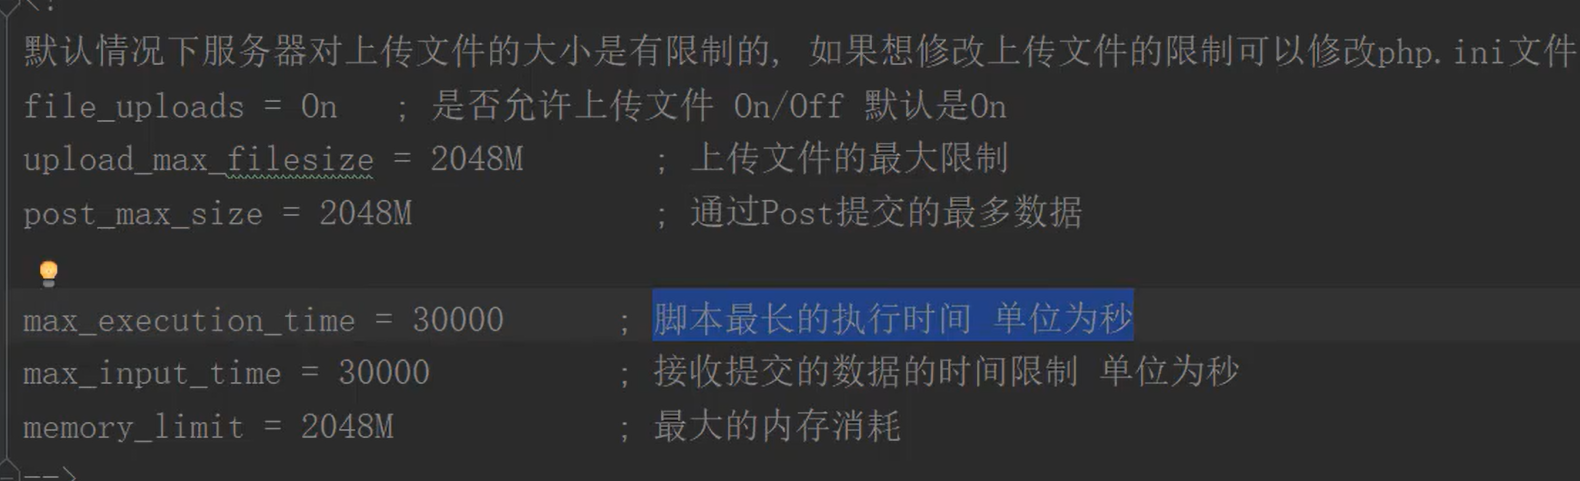 默认情况下服务器对上传文件的大小是有限制的, 如果想修改上传文件的限制可以修改php.ini文件
file_uploads = On ; 是否允许上传文件 On/Off 默认是On
upload_max_filesize = 2048M ; 上传文件的最大限制
post_max_size = 2048M ; 通过Post提交的最多数据
max_execution_time = 30000 ; 脚本最长的执行时间 单位为秒
max_input_time = 30000 ; 接收提交的数据的时间限制 单位为秒
memory_limit = 2048M ; 最大的内存消耗
-->